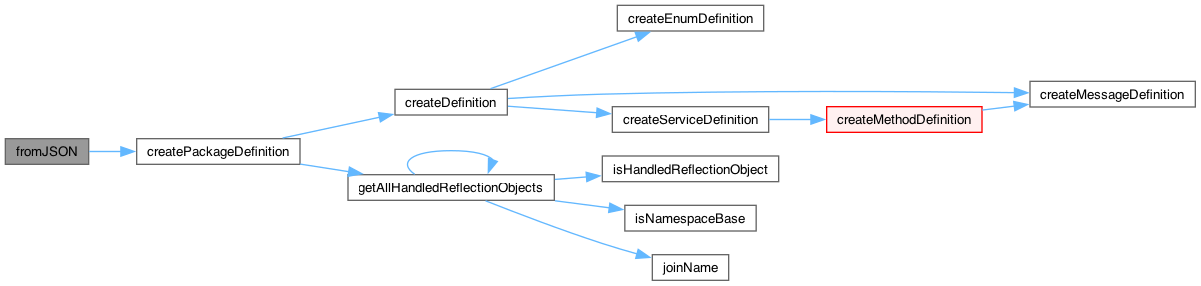 createEnumDefinition
createDefinition
createMessageDefinition
createServiceDefinition
createMethodDefinition
fromJSON
createPackageDefinition
isHandledReflectionObject
getAllHandledReflectionObjects
isNamespaceBase
joinName